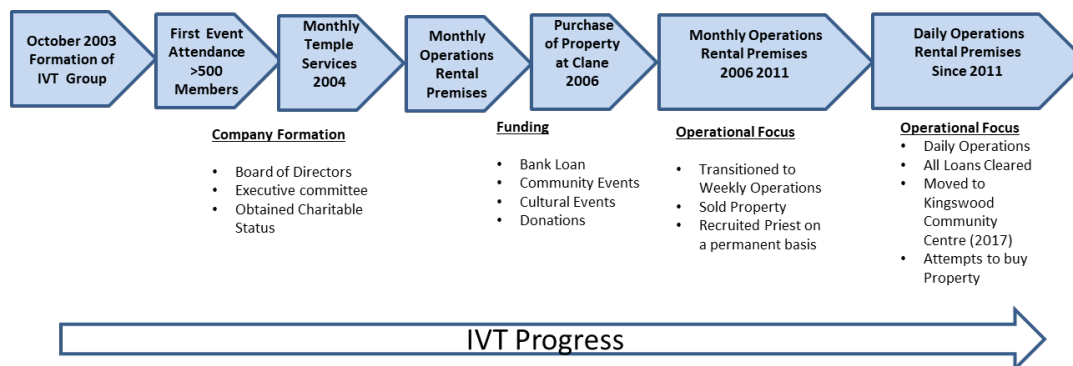 October 2003
Formation of
IVT Group
First Event
Attendance
>500
Members
Monthly
Temple
Services
2004
Monthly
Operations
Rental
Premises
Purchase
of Property
at Clane
2006
Monthly Operations
Rental Premises
2006 2011
Daily Operations
Rental Premises
Since 2011
Company Formation
• Board of Directors
• Executive committee
• Obtained Charitable
Status
Funding
• Bank Loan
• Community Events
• Cultural Events
• Donations
Operational Focus
• Transitioned to
Weekly Operations
• Sold Property
• Recruited Priest on
a permanent basis
Operational Focus
• Daily Operations
• All Loans Cleared
• Moved to
Kingswood
Community
Centre (2017)
• Attempts to buy
Property
IVT Progress